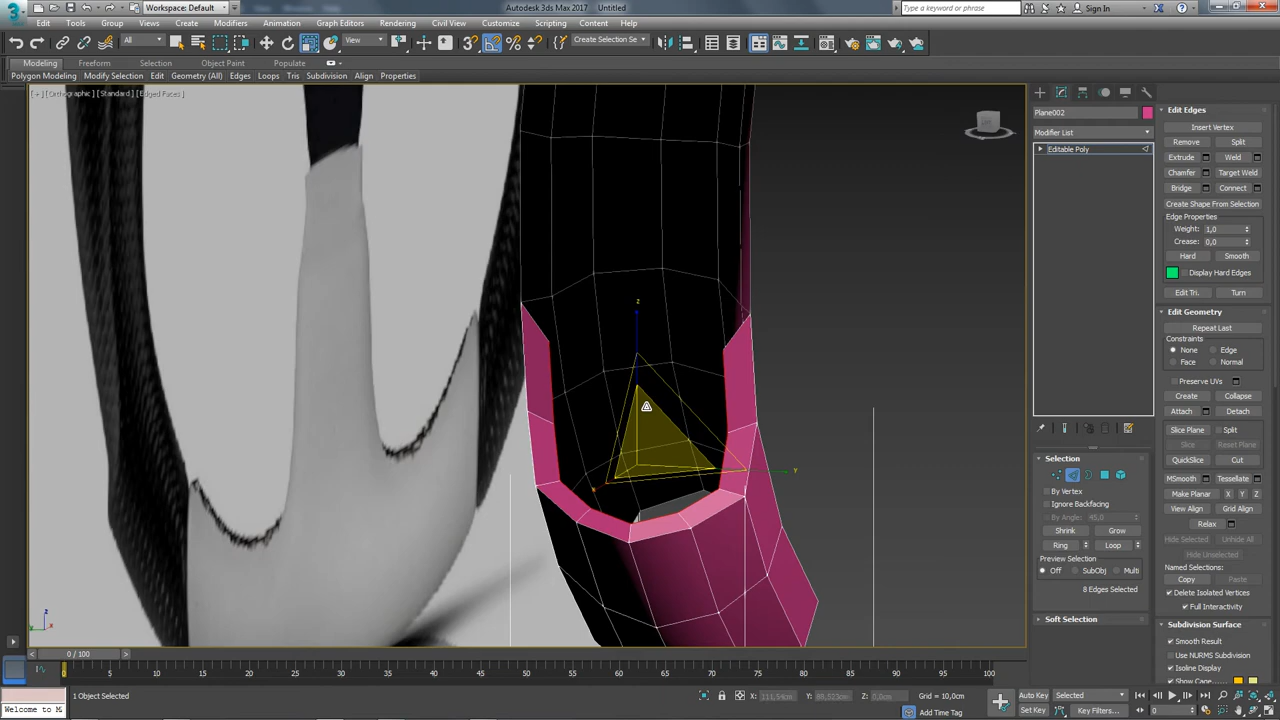 Workspace: Default
Autodesk 3ds Max 2017   Untitled
Type a keyword or phrase
Sign In
Edit Tools Group Views Create Modifiers Animation Graph Editors Rendering Civil View Customize Scripting Content Help
All View Create Selection Se
Modeling Freeform Selection Object Paint Populate
Polygon Modeling Modify Selection Edit Geometry (All) Edges Loops Tris Subdivision Align Properties
[+] [Orthographic] [Standard] [Edged Faces]
z
y
x
Plane002
Modifier List
Editable Poly
Selection
By Vertex
Ignore Backfacing
By Angle: 45,0
Shrink Grow
Ring Loop
Preview Selection
Off SubObj Multi
8 Edges Selected
Soft Selection
Edit Edges
Insert Vertex
Remove Split
Extrude Weld
Chamfer Target Weld
Bridge Connect
Create Shape From Selection
Edge Properties
Weight: 1,0
Crease: 0,0
Hard Smooth
Display Hard Edges
Edit Tri. Turn
Edit Geometry
Repeat Last
Constraints
None Edge
Face Normal
Preserve UVs
Create Collapse
Attach Detach
Slice Plane Split
Slice Reset Plane
QuickSlice Cut
MSmooth Tessellate
Make Planar X Y Z
View Align Grid Align
Relax
Hide Selected Unhide All
Hide Unselected
Named Selections:
Copy Paste
Delete Isolated Vertices
Full Interactivity
Subdivision Surface
Smooth Result
Use NURMS Subdivision
Isoline Display
Show Cage......
0 / 100
0 5 10 15 20 25 30 35 40 45 50 55 60 65 70 75 80 85 90 95 100
Welcome to M
1 Object Selected
X: 111,54cm Y: 88,523cm Z: 0,0cm Grid = 10,0cm
Add Time Tag
Auto Key Selected
Set Key Key Filters...
0